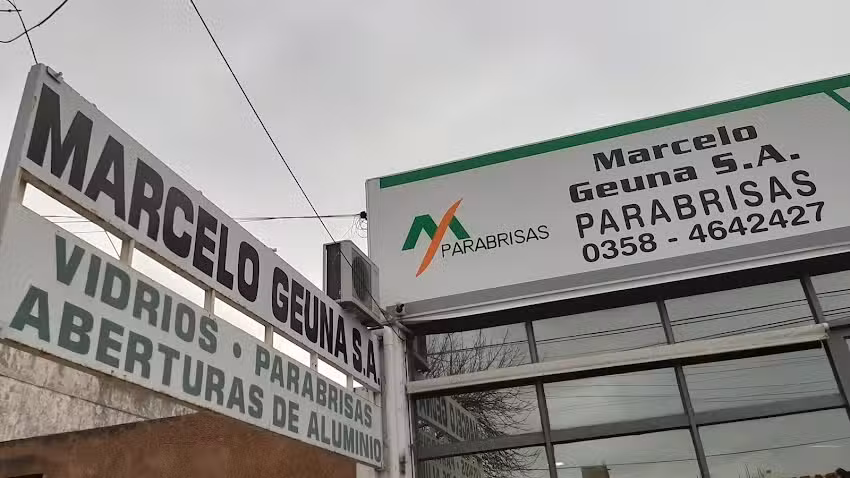 MARCELO GEUNA S.A.
VIDRIOS • PARABRISAS
ABERTURAS DE ALUMINIO
PARABRISAS
Marcelo
Geuna S.A.
PARABRISAS
0358 - 4642427